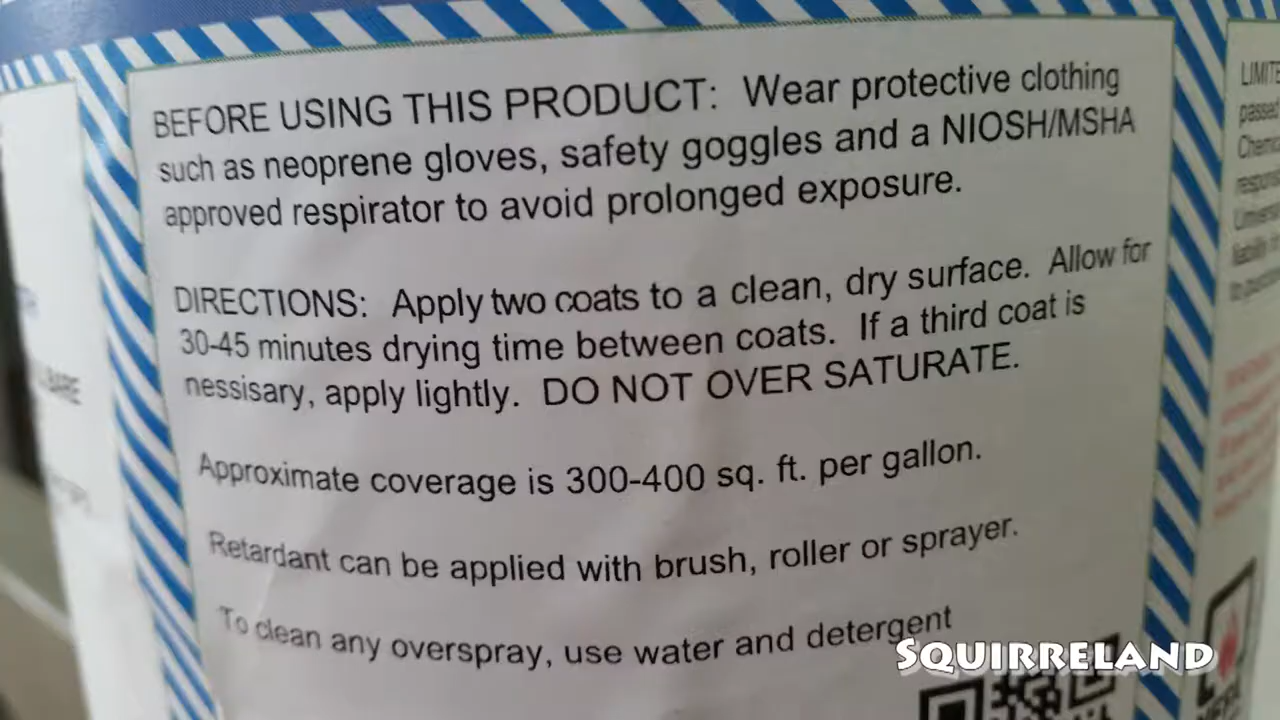 BEFORE USING THIS PRODUCT: Wear protective clothing
such as neoprene gloves, safety goggles and a NIOSH/MSHA
approved respirator to avoid prolonged exposure.
DIRECTIONS: Apply two coats to a clean, dry surface. Allow for
30-45 minutes drying time between coats. If a third coat is
nessisary, apply lightly. DO NOT OVER SATURATE.
Approximate coverage is 300-400 sq. ft. per gallon.
Retardant can be applied with brush, roller or sprayer.
To clean any overspray, use water and detergent
SQUIRRELAND